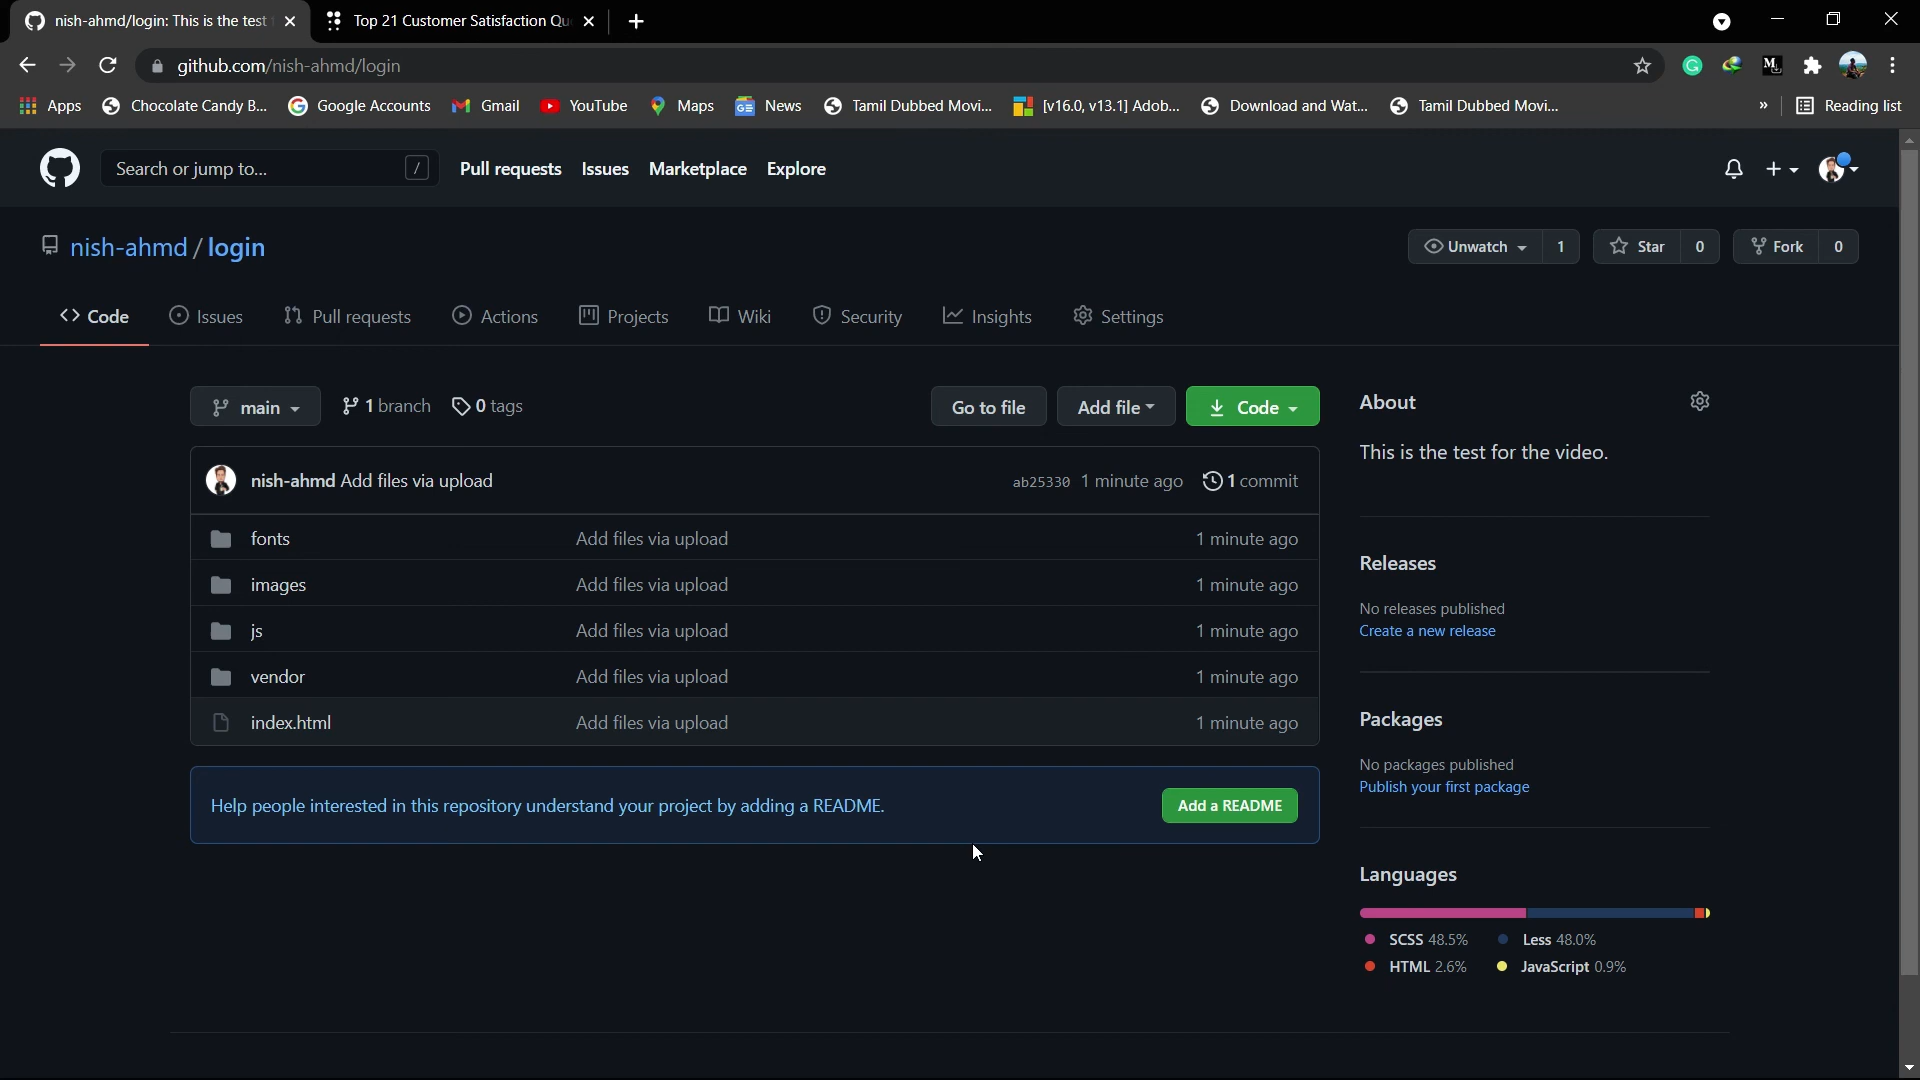 nish-ahmd/login: This is the test
Top 21 Customer Satisfaction Qu
github.com/nish-ahmd/login
Apps
Chocolate Candy B...
Google Accounts
Gmail
YouTube
Maps
News
Tamil Dubbed Movi...
[v16.0, v13.1] Adob...
Download and Wat...
Tamil Dubbed Movi...
»
Reading list
Search or jump to...
/
Pull requests
Issues
Marketplace
Explore
nish-ahmd / login
Unwatch
1
Star
0
Fork
0
Code
Issues
Pull requests
Actions
Projects
Wiki
Security
Insights
Settings
main
1 branch
0 tags
Go to file
Add file
Code
nish-ahmd Add files via upload
ab25330 1 minute ago
1 commit
fonts
Add files via upload
1 minute ago
images
Add files via upload
1 minute ago
js
Add files via upload
1 minute ago
vendor
Add files via upload
1 minute ago
index.html
Add files via upload
1 minute ago
Help people interested in this repository understand your project by adding a README.
Add a README
About
This is the test for the video.
Releases
No releases published
Create a new release
Packages
No packages published
Publish your first package
Languages
SCSS 48.5%
Less 48.0%
HTML 2.6%
JavaScript 0.9%